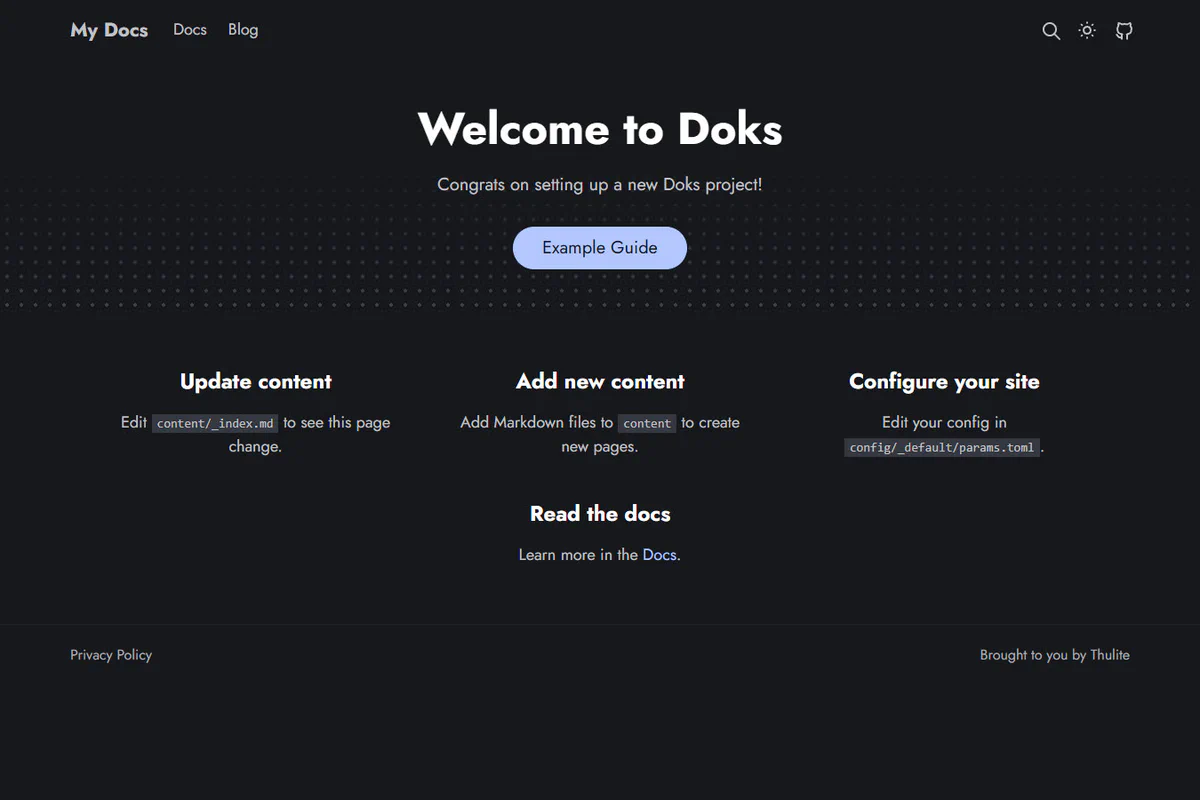 My Docs Docs Blog
Welcome to Doks
Congrats on setting up a new Doks project!
Example Guide
Update content
Edit content/_index.md to see this page
change.
Add new content
Add Markdown files to content to create
new pages.
Configure your site
Edit your config in
config/_default/params.toml.
Read the docs
Learn more in the Docs.
Privacy Policy
Brought to you by Thulite